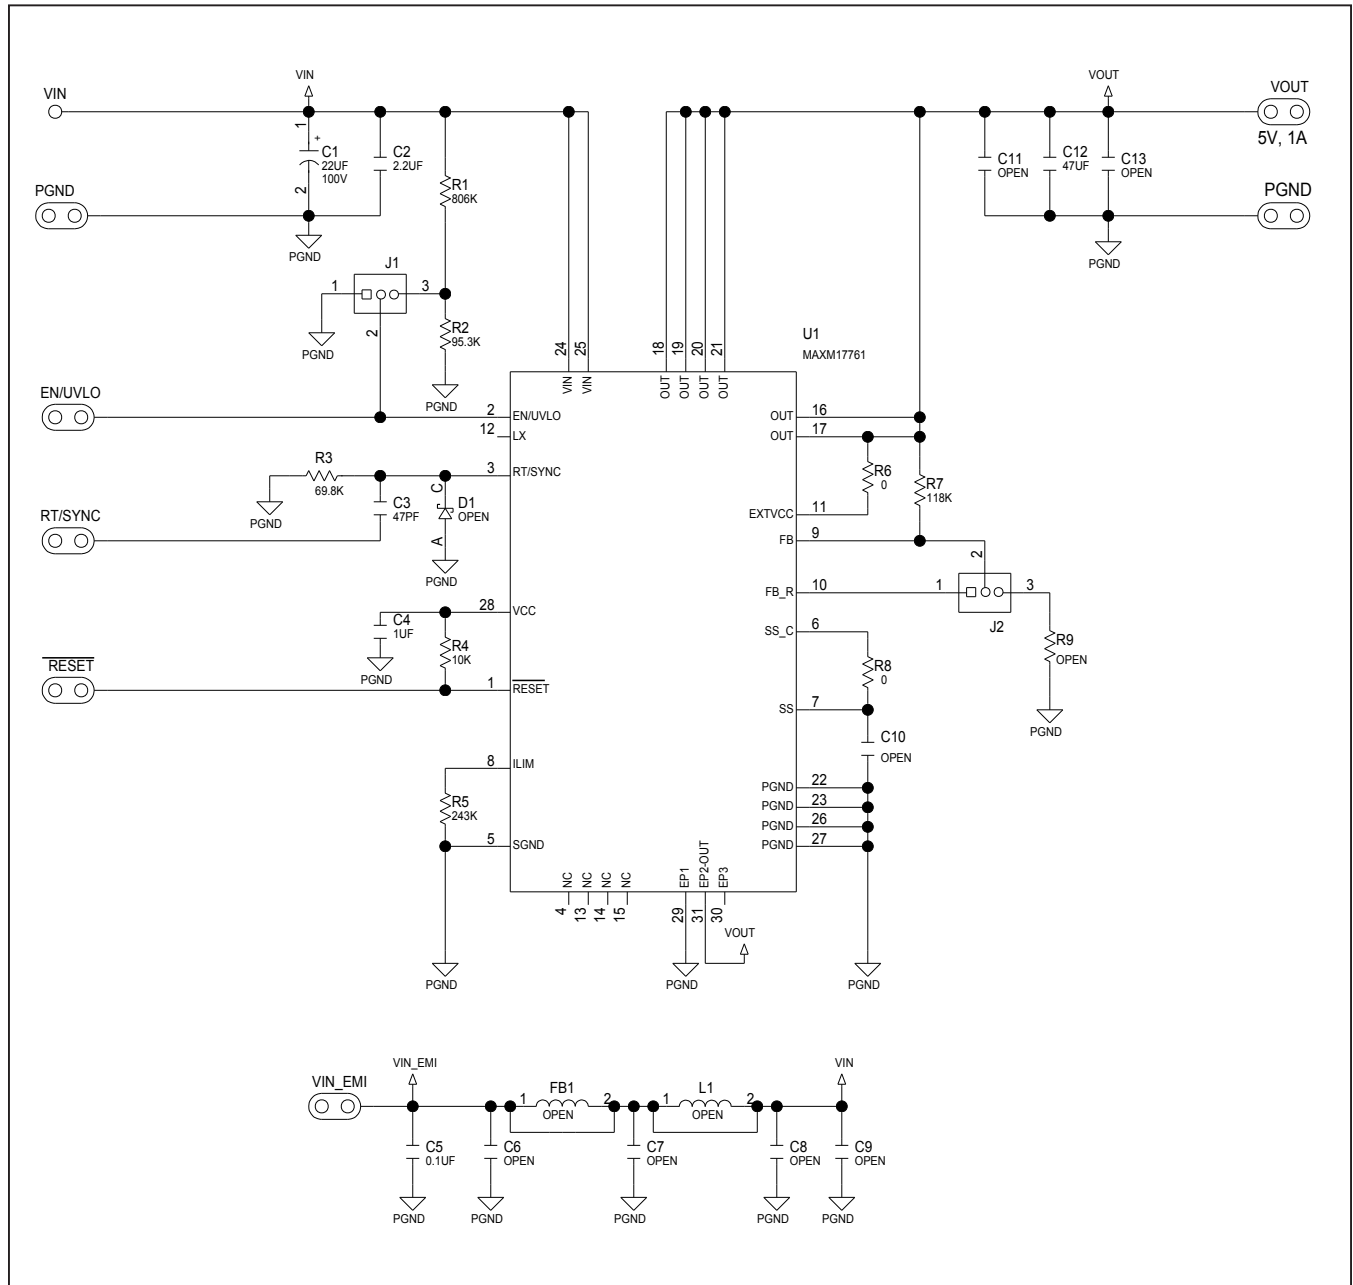 VIN
VIN
1
+
C1
22UF
100V
2
C2
2.2UF
R1
806K
PGND
PGND
VOUT
VOUT
5V, 1A
C11
OPEN
C12
47UF
C13
OPEN
PGND
PGND
J1
1
3
2
PGND
R2
95.3K
PGND
U1
MAXM17761
24
25
18
19
20
21
VIN
VIN
OUT
OUT
OUT
OUT
EN/UVLO
2
EN/UVLO
12
LX
R3
69.8K
PGND
3
RT/SYNC
C3
47PF
C
D1
OPEN
A
PGND
RT/SYNC
OUT
16
OUT
17
R6
0
R7
118K
EXTVCC
11
FB
9
2
FB_R
10
1
3
J2
R9
OPEN
PGND
28
VCC
C4
1UF
PGND
R4
10K
RESET
1
RESET
SS_C
6
R8
0
SS
7
C10
OPEN
8
ILIM
R5
243K
5
SGND
PGND
22
PGND
23
PGND
26
PGND
27
NC
NC
NC
NC
EP1
EP2-OUT
EP3
4
13
14
15
29
31
30
VOUT
PGND
PGND
PGND
VIN_EMI
VIN_EMI
1
FB1
2
OPEN
1
L1
2
OPEN
VIN
C5
0.1UF
C6
OPEN
C7
OPEN
C8
OPEN
C9
OPEN
PGND
PGND
PGND
PGND
PGND